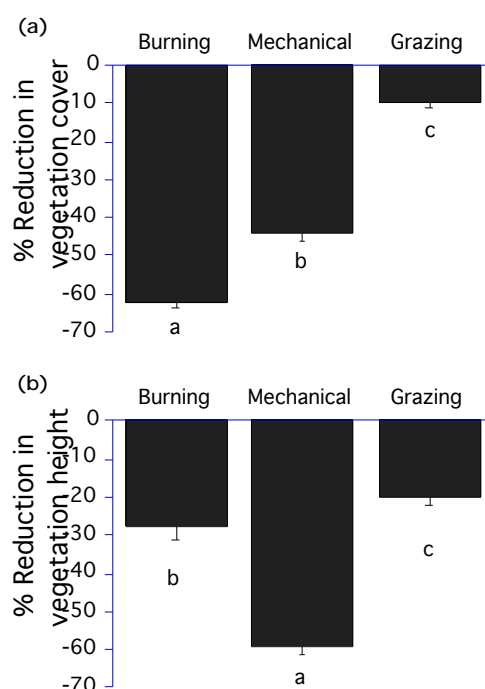 (a)
Burning Mechanical Grazing
0
-10
-20
-30
-40
-50
-60
-70
% Reduction in
vegetation cover
a
b
c
(b)
Burning Mechanical Grazing
0
-10
-20
-30
-40
-50
-60
-70
% Reduction in
vegetation height
b
a
c